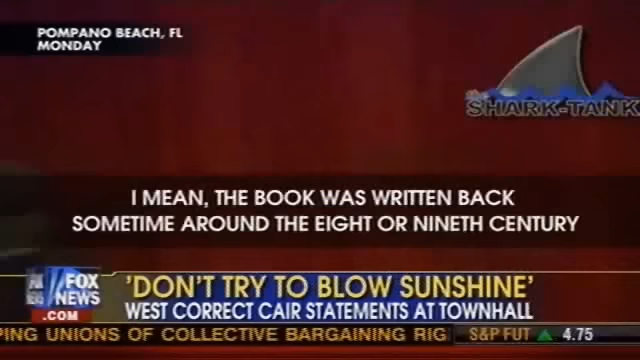 POMPANO BEACH, FL
MONDAY
SHARK-TANK
I MEAN, THE BOOK WAS WRITTEN BACK
SOMETIME AROUND THE EIGHT OR NINETH CENTURY
FOX NEWS
FOX
NEWS
.COM
'DON'T TRY TO BLOW SUNSHINE'
WEST CORRECT CAIR STATEMENTS AT TOWNHALL
PING UNIONS OF COLLECTIVE BARGAINING RIG
S&P FUT ▲ 4.75